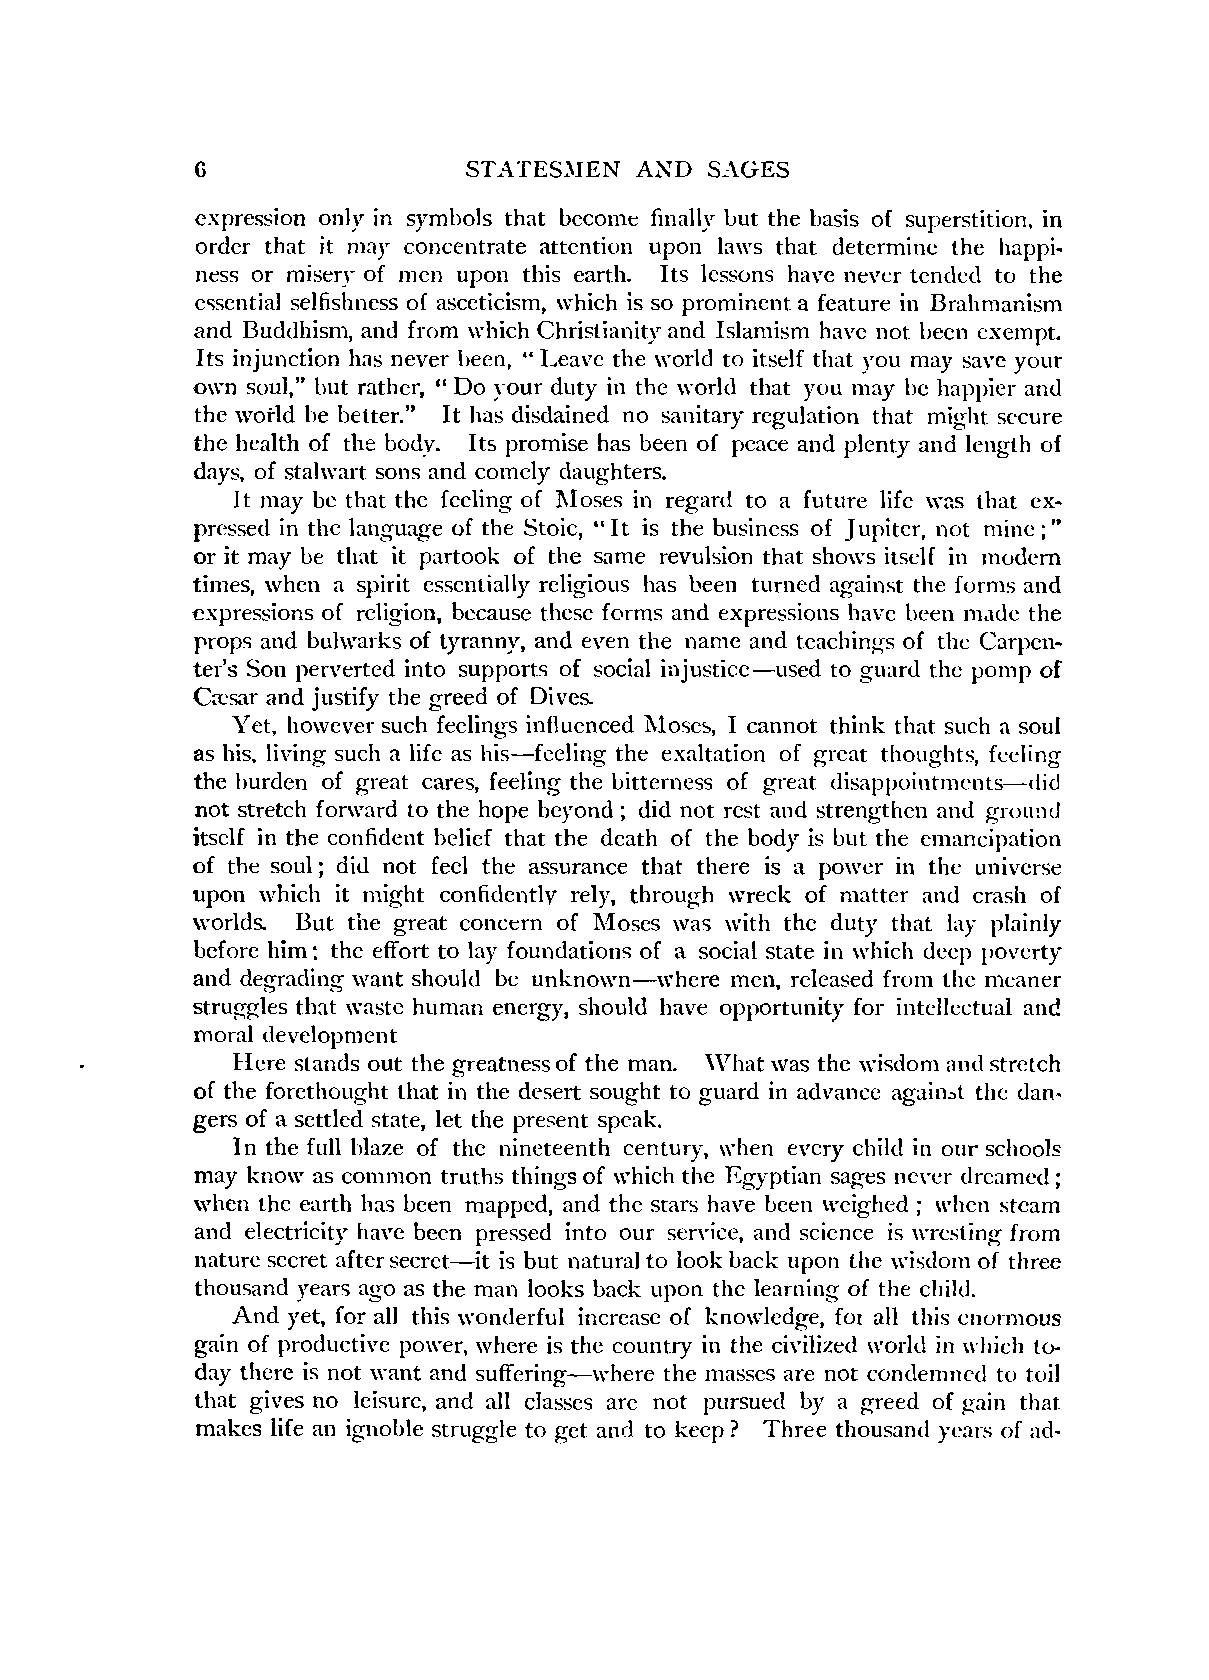 6 STATESMEN AND SAGES
expression only in symbols that become finally but the basis of superstition, in
order that it may concentrate attention upon laws that determine the happi-
ness or misery of men upon this earth. Its lessons have never tended to the
essential selfishness of asceticism, which is so prominent a feature in Brahmanism
and Buddhism, and from which Christianity and Islamism have not been exempt.
Its injunction has never been, “Leave the world to itself that you may save your
own soul,” but rather, “Do your duty in the world that you may be happier and
the world be better.” It has disdained no sanitary regulation that might secure
the health of the body. Its promise has been of peace and plenty and length of
days, of stalwart sons and comely daughters.
It may be that the feeling of Moses in regard to a future life was that ex-
pressed in the language of the Stoic, “It is the business of Jupiter, not mine;”
or it may be that it partook of the same revulsion that shows itself in modern
times, when a spirit essentially religious has been turned against the forms and
expressions of religion, because these forms and expressions have been made the
props and bulwarks of tyranny, and even the name and teachings of the Carpen-
ter's Son perverted into supports of social injustice—used to guard the pomp of
Cæsar and justify the greed of Dives.
Yet, however such feelings influenced Moses, I cannot think that such a soul
as his, living such a life as his—feeling the exaltation of great thoughts, feeling
the burden of great cares, feeling the bitterness of great disappointments—did
not stretch forward to the hope beyond; did not rest and strengthen and ground
itself in the confident belief that the death of the body is but the emancipation
of the soul; did not feel the assurance that there is a power in the universe
upon which it might confidently rely, through wreck of matter and crash of
worlds. But the great concern of Moses was with the duty that lay plainly
before him; the effort to lay foundations of a social state in which deep poverty
and degrading want should be unknown—where men, released from the meaner
struggles that waste human energy, should have opportunity for intellectual and
moral development
Here stands out the greatness of the man. What was the wisdom and stretch
of the forethought that in the desert sought to guard in advance against the dan-
gers of a settled state, let the present speak.
In the full blaze of the nineteenth century, when every child in our schools
may know as common truths things of which the Egyptian sages never dreamed;
when the earth has been mapped, and the stars have been weighed; when steam
and electricity have been pressed into our service, and science is wresting from
nature secret after secret—it is but natural to look back upon the wisdom of three
thousand years ago as the man looks back upon the learning of the child.
And yet, for all this wonderful increase of knowledge, for all this enormous
gain of productive power, where is the country in the civilized world in which to-
day there is not want and suffering—where the masses are not condemned to toil
that gives no leisure, and all classes are not pursued by a greed of gain that
makes life an ignoble struggle to get and to keep? Three thousand years of ad-